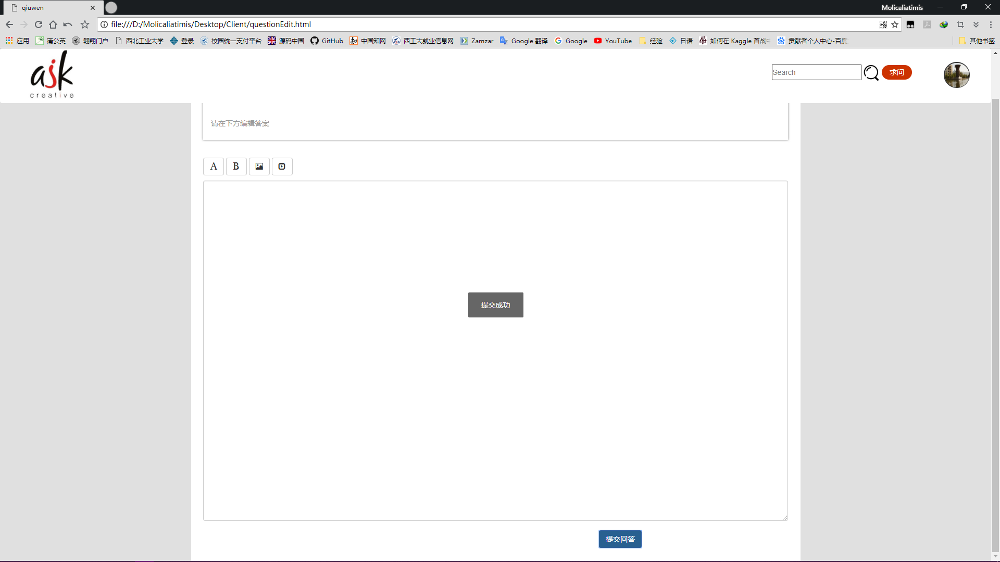 qiuwen
Molicaliatimis
file:///D:/Molicaliatimis/Desktop/Client/questionEdit.html
应用 蒲公英 翱翔门户 西北工业大学 登录 校园统一支付平台 源码中国 GitHub 中国知网 西工大就业信息网 Zamzar Google 翻译 Google YouTube 经验 日语 如何在 Kaggle 首战中 贡献者个人中心-百度 其他书签
ask
creative
Search
求问
请在下方编辑答案
A B
提交成功
提交回答